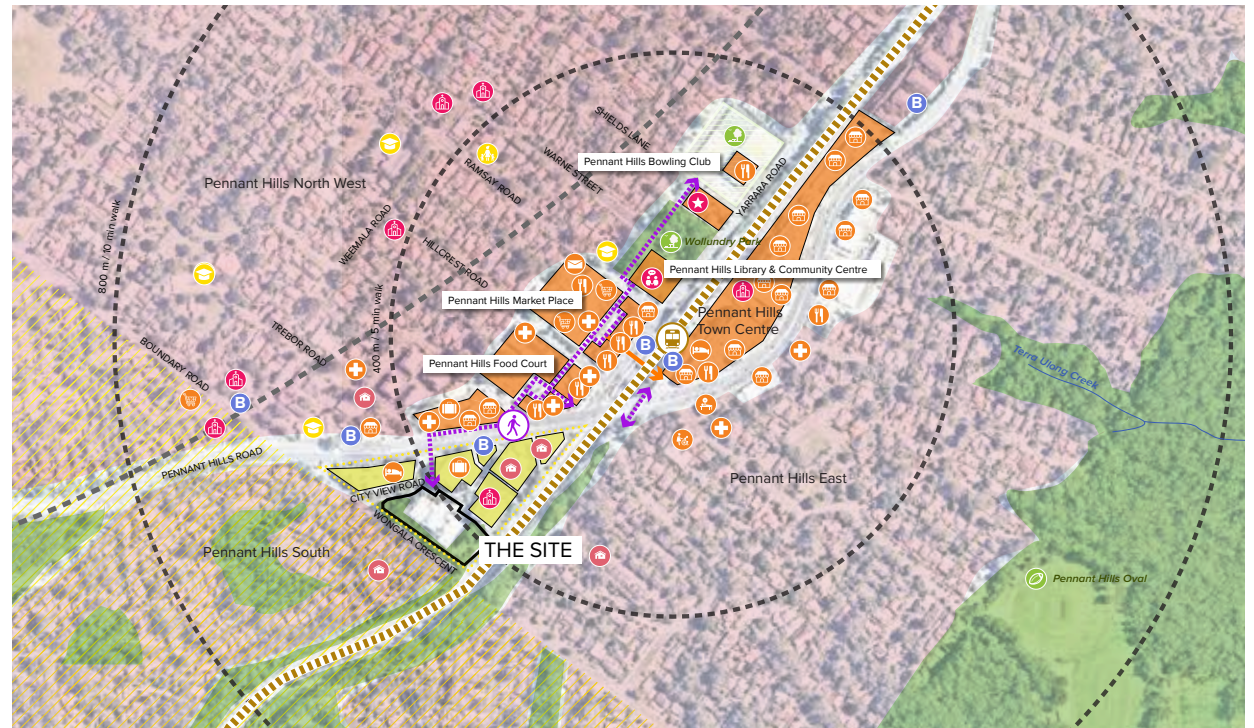 SHIELDS LANE
WARNE STREET
Pennant Hills Bowling Club
RAMSAY ROAD
YARRARA ROAD
Pennant Hills North West
800 m / 10 min walk
WEEMALA ROAD
HILLCREST ROAD
Wollundry Park
Pennant Hills Library & Community Centre
Pennant Hills Market Place
Pennant Hills
Town Centre
400 m / 5 min walk
TREBOR ROAD
BOUNDARY ROAD
Pennant Hills Food Court
Terra Ulong Creek
B
B
B
B
B
B
PENNANT HILLS ROAD
CITY VIEW ROAD
Pennant Hills East
WONGALA CRESCENT
Pennant Hills South
THE SITE
Pennant Hills Oval